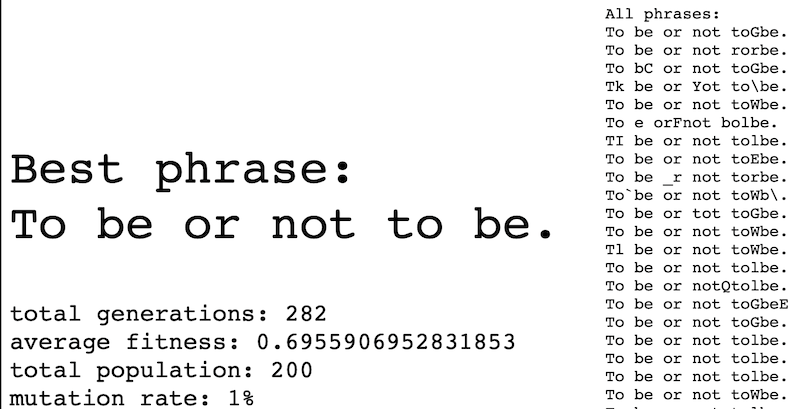 Best phrase:
To be or not to be.
total generations: 282
average fitness: 0.6955906952831853
total population: 200
mutation rate: 1%
All phrases:
To be or not toGbe.
To be or not rorbe.
To bC or not toGbe.
Tk be or Yot to\be.
To be or not toWbe.
To e orFnot bolbe.
TI be or not tolbe.
To be or not toEbe.
To be _r not torbe.
To`be or not toWb\.
To be or tot toGbe.
To be or not toWbe.
Tl be or not toWbe.
To be or not tolbe.
To be or notQtolbe.
To be or not toGbeE
To be or not toGbe.
To be or not tolbe.
To be or not tolbe.
To be or not tolbe.
To be or not toWbe.